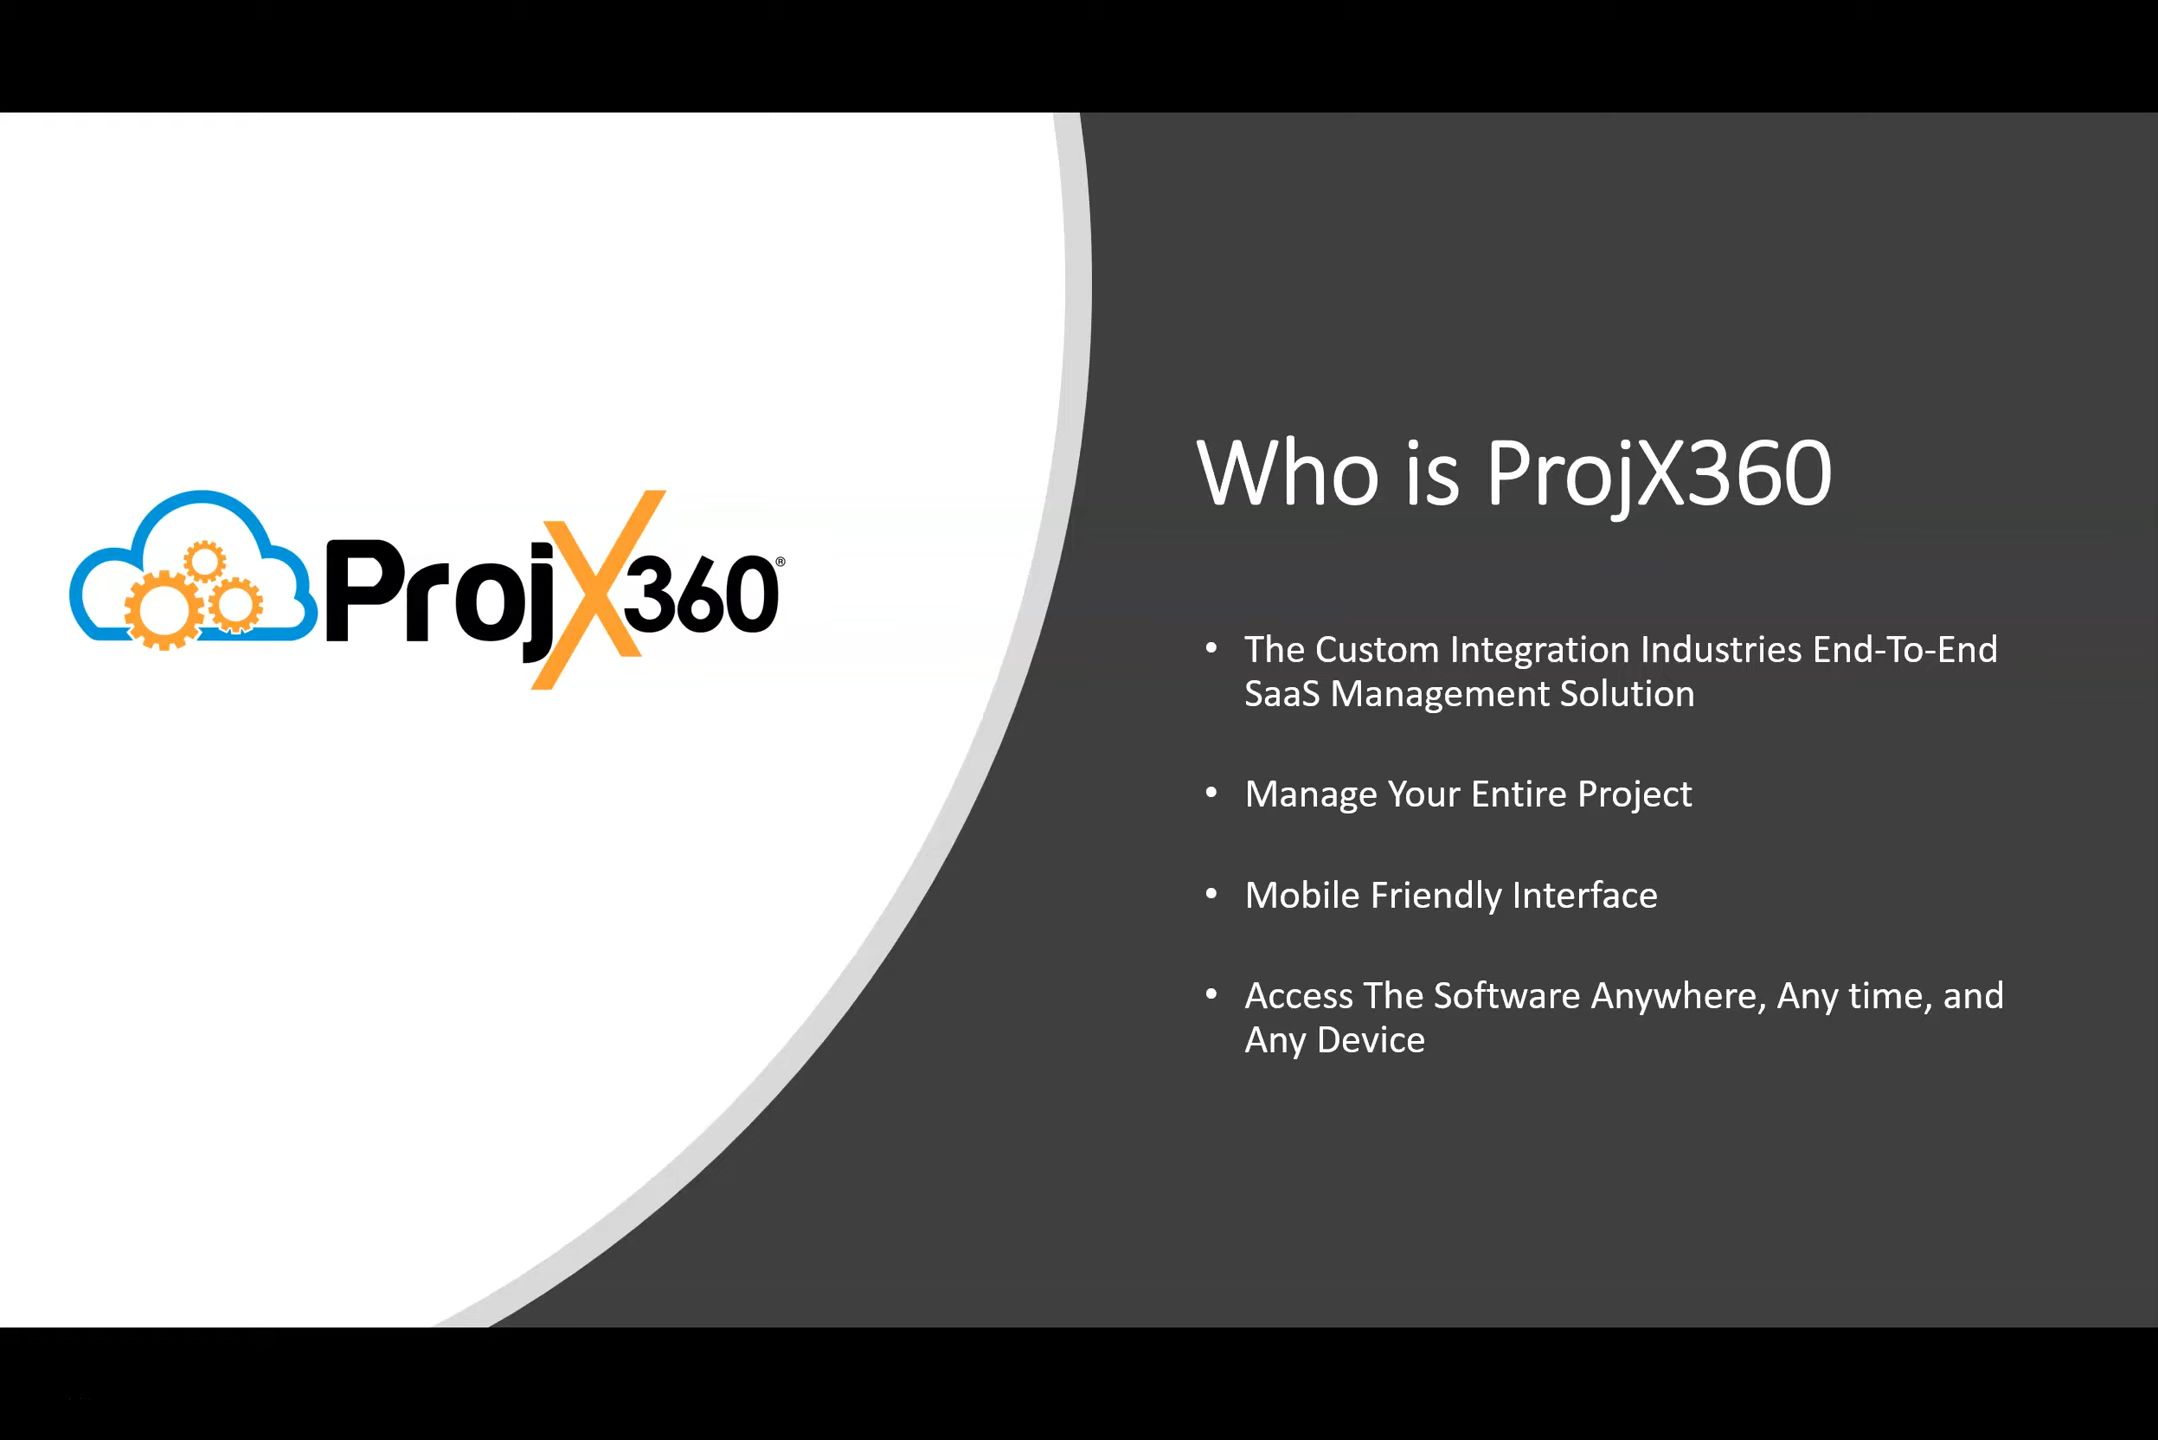 ProjX360®
Who is ProjX360
• The Custom Integration Industries End-To-End
SaaS Management Solution
• Manage Your Entire Project
• Mobile Friendly Interface
• Access The Software Anywhere, Any time, and
Any Device